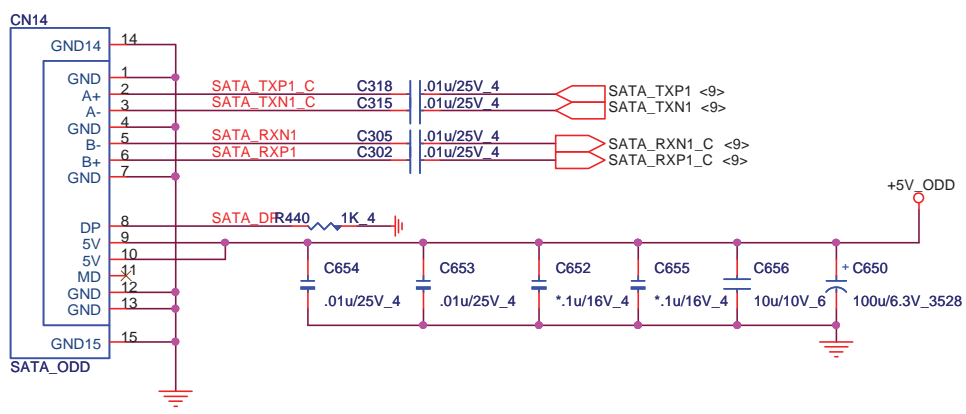 CN14
GND14 14
GND 1
A+ 2 SATA_TXP1_C C318 .01u/25V_4 SATA_TXP1 <9>
A- 3 SATA_TXN1_C C315 .01u/25V_4 SATA_TXN1 <9>
GND 4
B- 5 SATA_RXN1 C305 .01u/25V_4 SATA_RXN1_C <9>
B+ 6 SATA_RXP1 C302 .01u/25V_4 SATA_RXP1_C <9>
GND 7
+5V_ODD
DP 8 SATA_DP R440 1K_4
5V 9
5V 10
MD 11
GND 12
GND 13
C654 C653 C652 C655 C656 + C650
.01u/25V_4 .01u/25V_4 *.1u/16V_4 *.1u/16V_4 10u/10V_6 100u/6.3V_3528
GND15 15
SATA_ODD